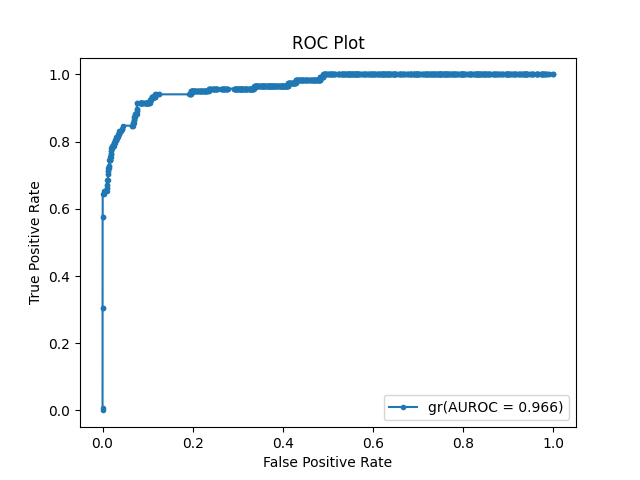 ROC Plot
True Positive Rate
1.0
0.8
0.6
0.4
0.2
0.0
gr(AUROC = 0.966)
0.0 0.2 0.4 0.6 0.8 1.0
False Positive Rate